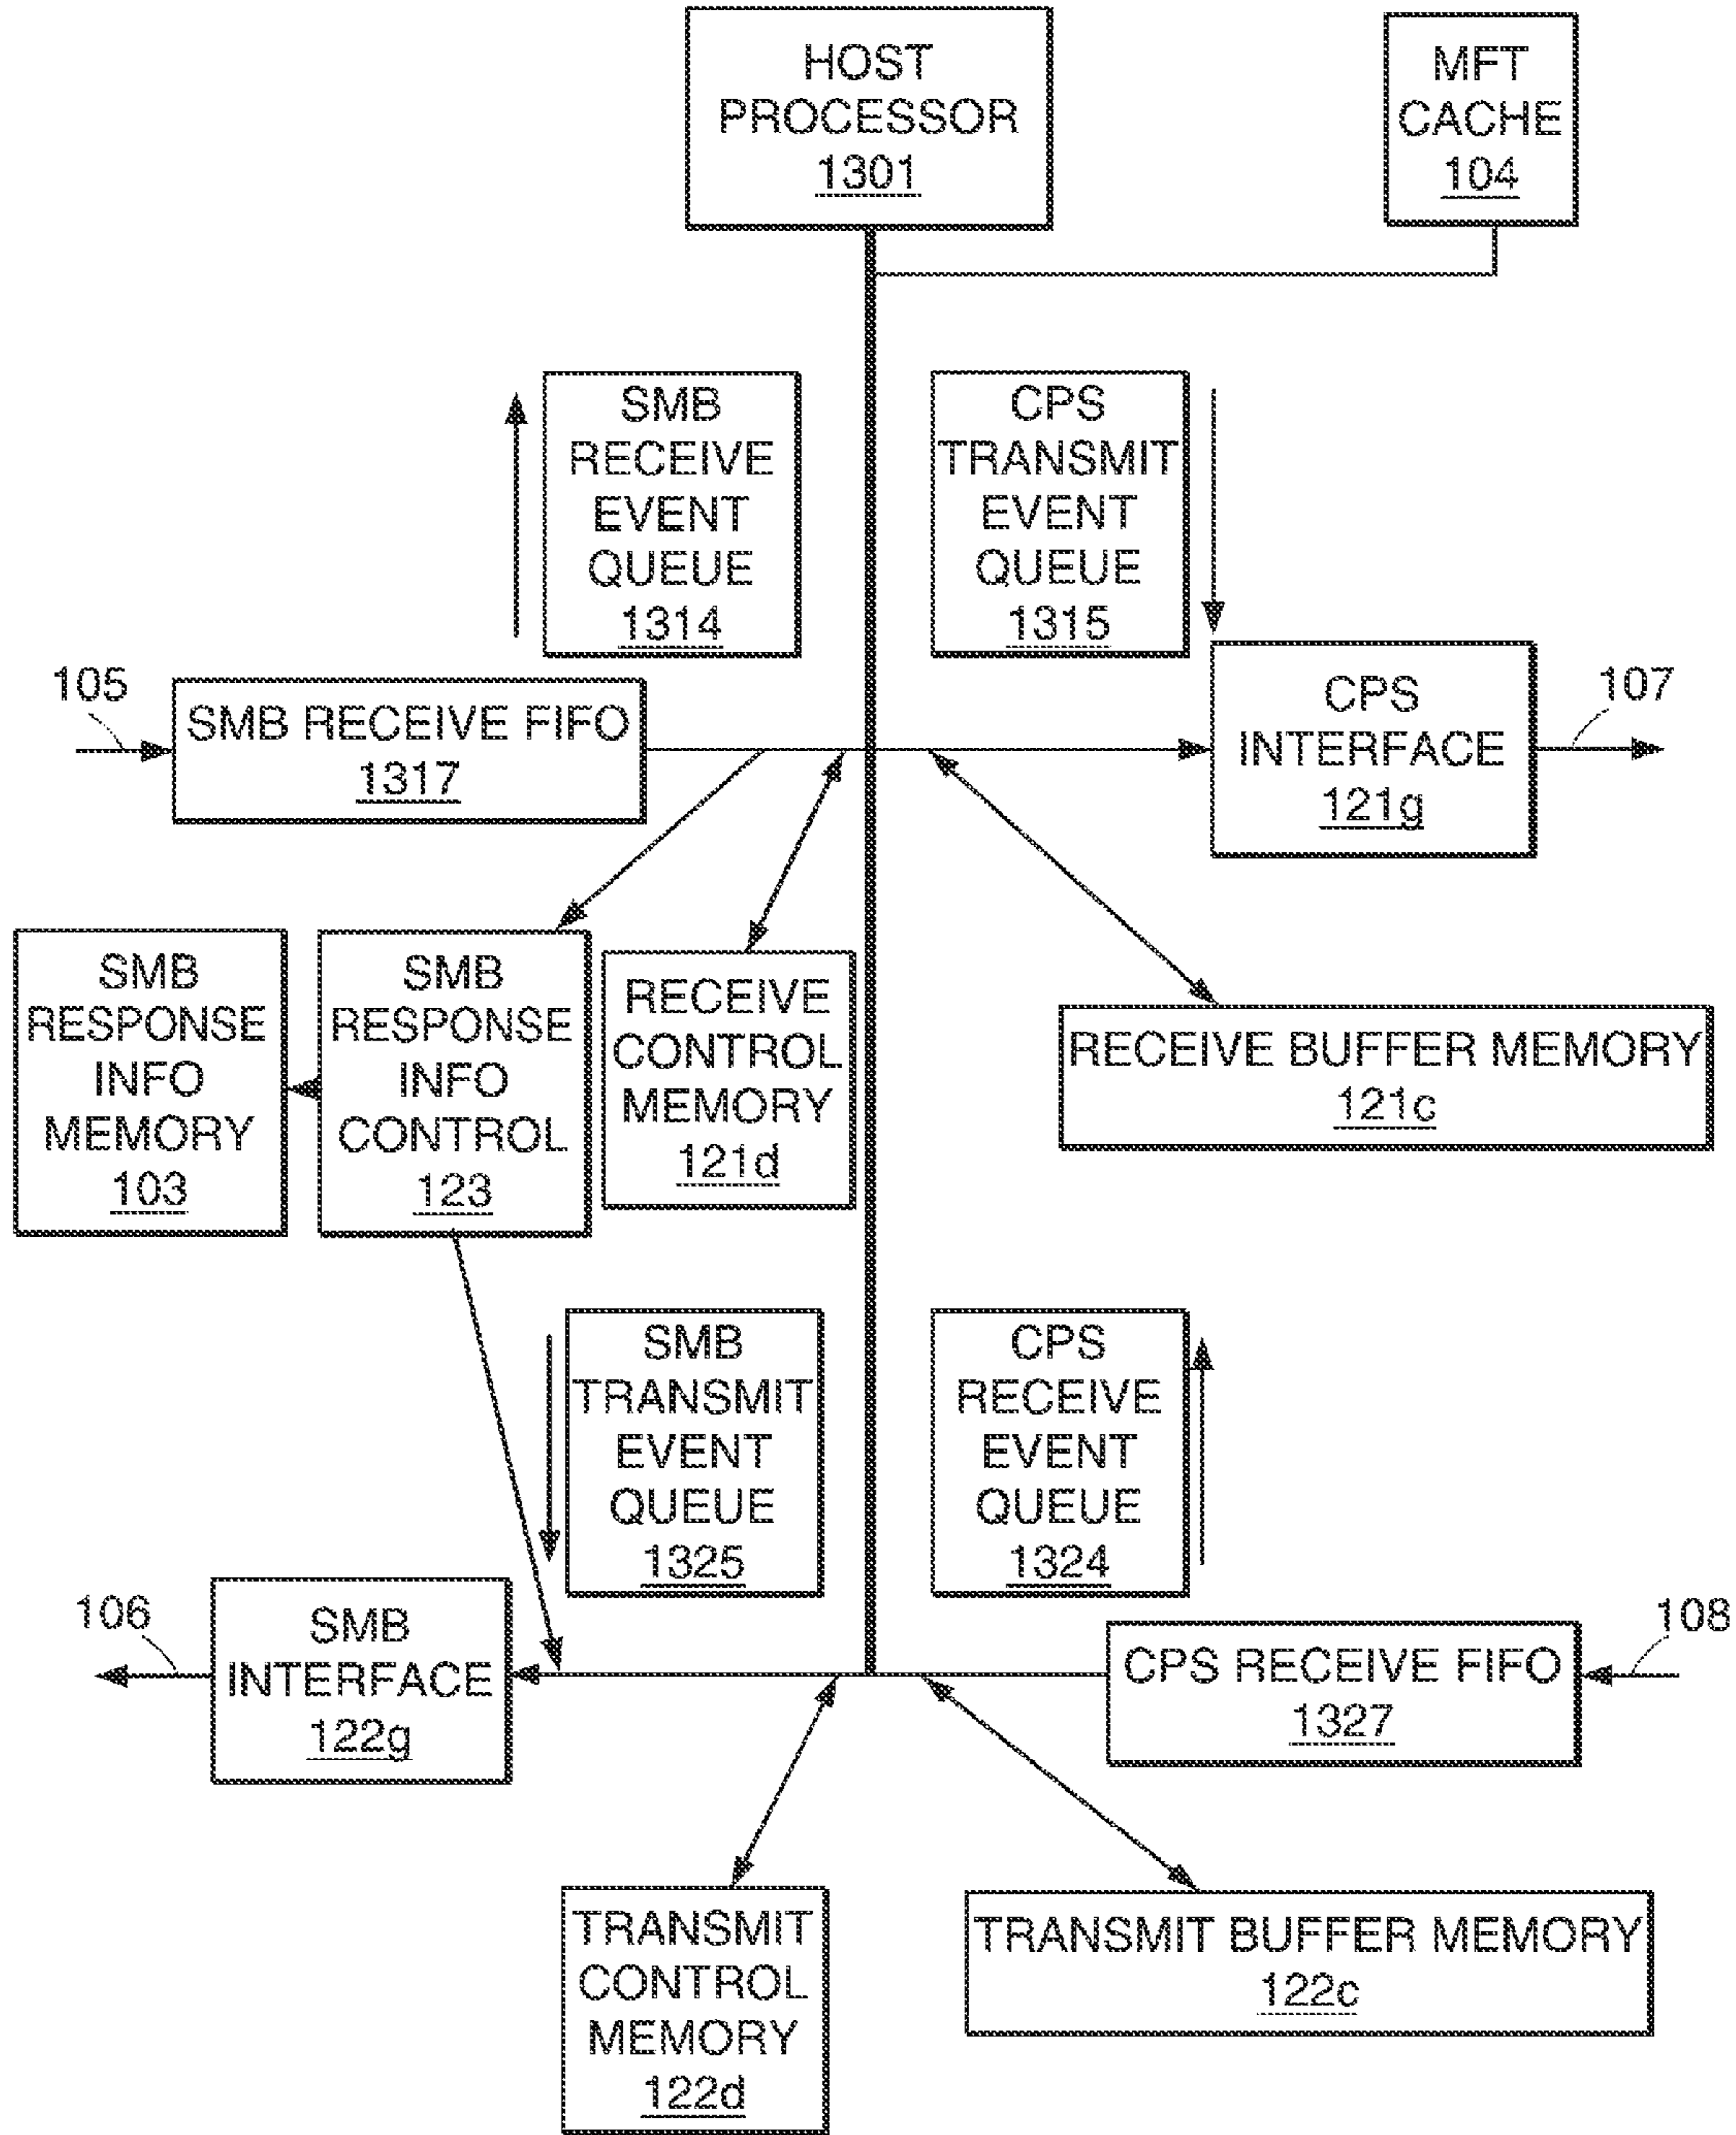 HOST
PROCESSOR
1301
MFT
CACHE
104
SMB
RECEIVE
EVENT
QUEUE
1314
CPS
TRANSMIT
EVENT
QUEUE
1315
105
SMB RECEIVE FIFO
1317
CPS
INTERFACE
121g
107
SMB
RESPONSE
INFO
MEMORY
103
SMB
RESPONSE
INFO
CONTROL
123
RECEIVE
CONTROL
MEMORY
121d
RECEIVE BUFFER MEMORY
121c
SMB
TRANSMIT
EVENT
QUEUE
1325
CPS
RECEIVE
EVENT
QUEUE
1324
106
SMB
INTERFACE
122g
CPS RECEIVE FIFO
1327
108
TRANSMIT
CONTROL
MEMORY
122d
TRANSMIT BUFFER MEMORY
122c